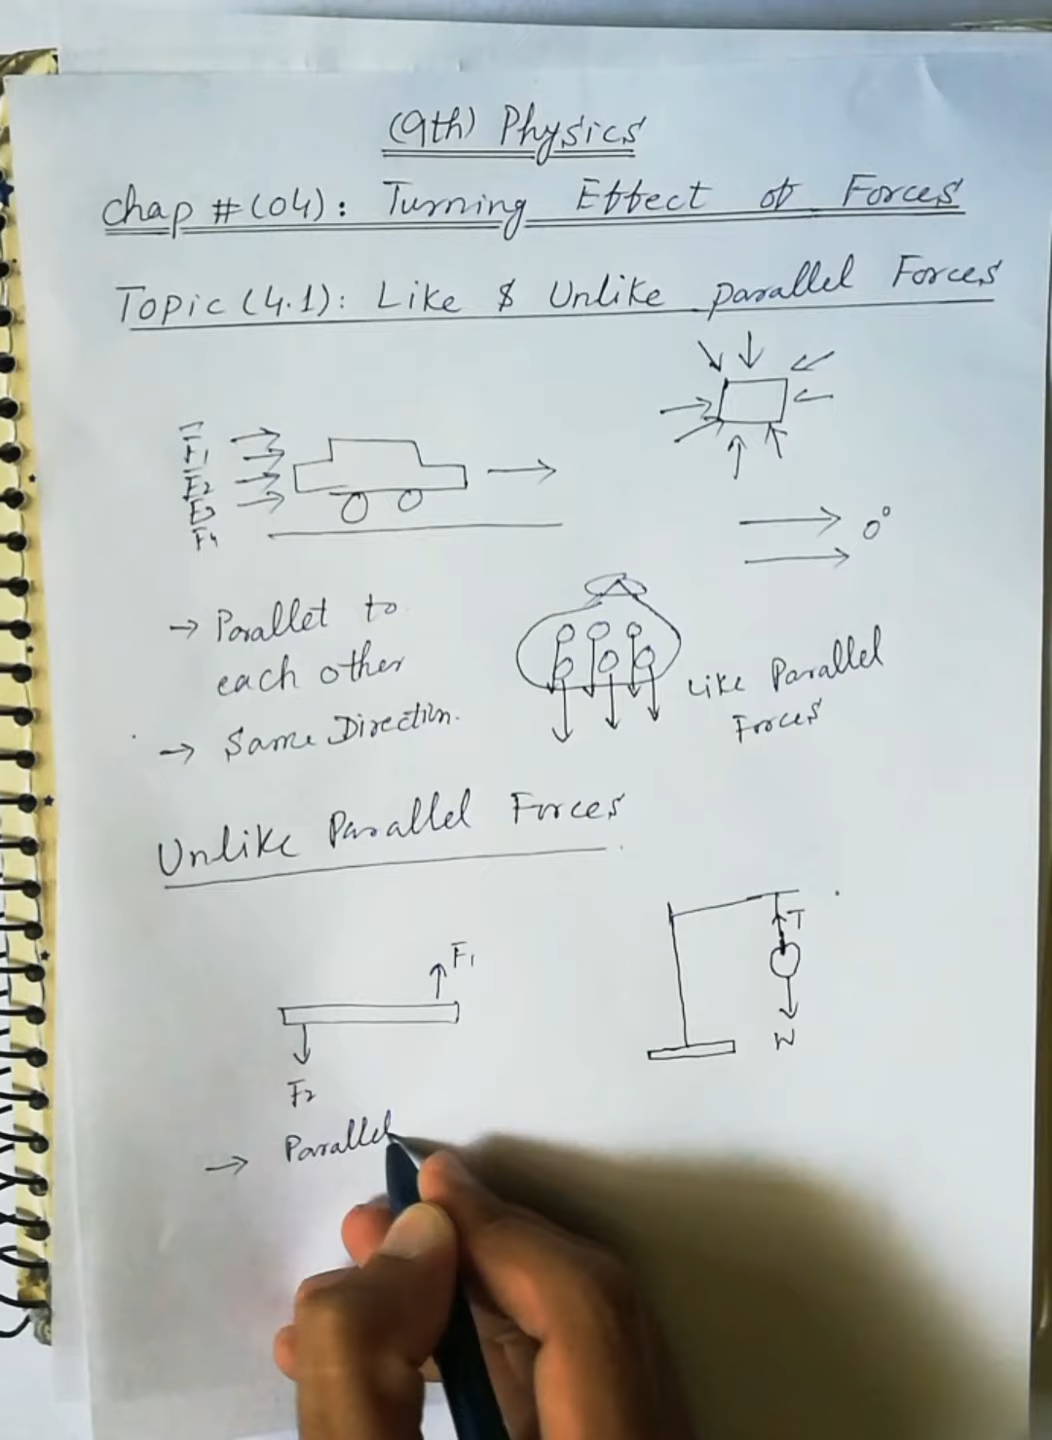 (9th) Physics
Chap # (04): Turning Effect of Forces
Topic (4.1): Like & Unlike parallel Forces
F1
F2
F3
F4
0°
→ Parallel to
each other
→ Same Direction.
Like Parallel
Forces
Unlike Parallel Forces
F1
T
W
F2
→ Parallel